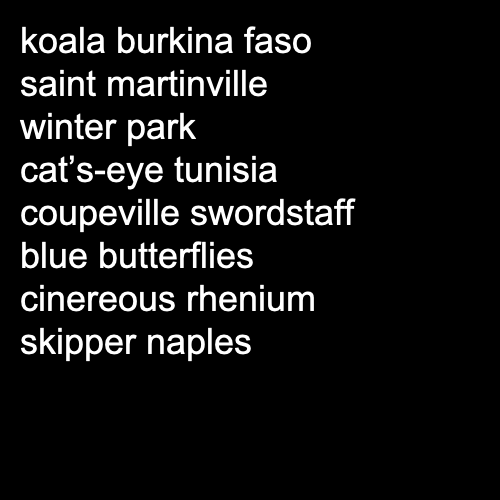 koala burkina faso
saint martinville
winter park
cat’s-eye tunisia
coupeville swordstaff
blue butterflies
cinereous rhenium
skipper naples